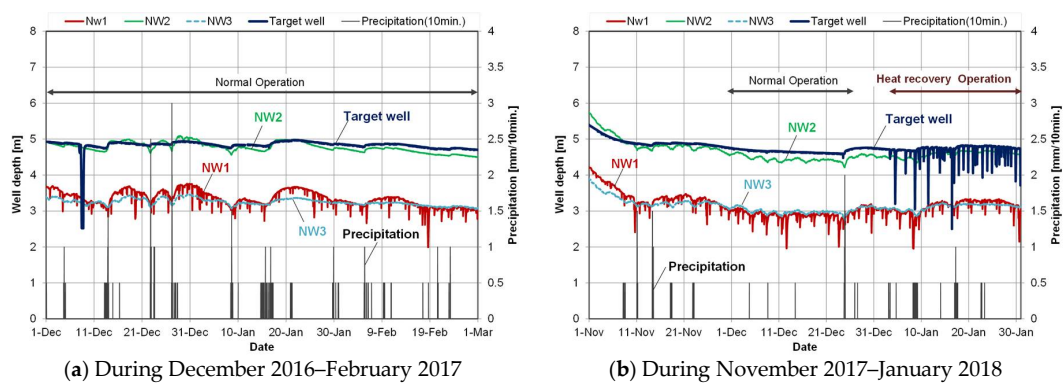 Nw1 NW2 NW3 Target well Precipitation(10min.)
8 4
7 3.5
6 3
5 2.5
4 2
3 1.5
2 1
1 0.5
0 0
Well depth [m]
Precipitation [mm/10min.]
Normal Operation
NW2
Target well
NW1
NW3
Precipitation
1-Dec 11-Dec 21-Dec 31-Dec 10-Jan 20-Jan 30-Jan 9-Feb 19-Feb 1-Mar
Date
(a) During December 2016–February 2017
Nw1 NW2 NW3 Target well Precipitation(10min.)
8 4
7 3.5
6 3
5 2.5
4 2
3 1.5
2 1
1 0.5
0 0
Well depth [m]
Precipitation [mm/10min.]
Normal Operation
Heat recovery Operation
NW2
Target well
NW1
NW3
Precipitation
1-Nov 11-Nov 21-Nov 1-Dec 11-Dec 21-Dec 31-Dec 10-Jan 20-Jan 30-Jan
Date
(b) During November 2017–January 2018